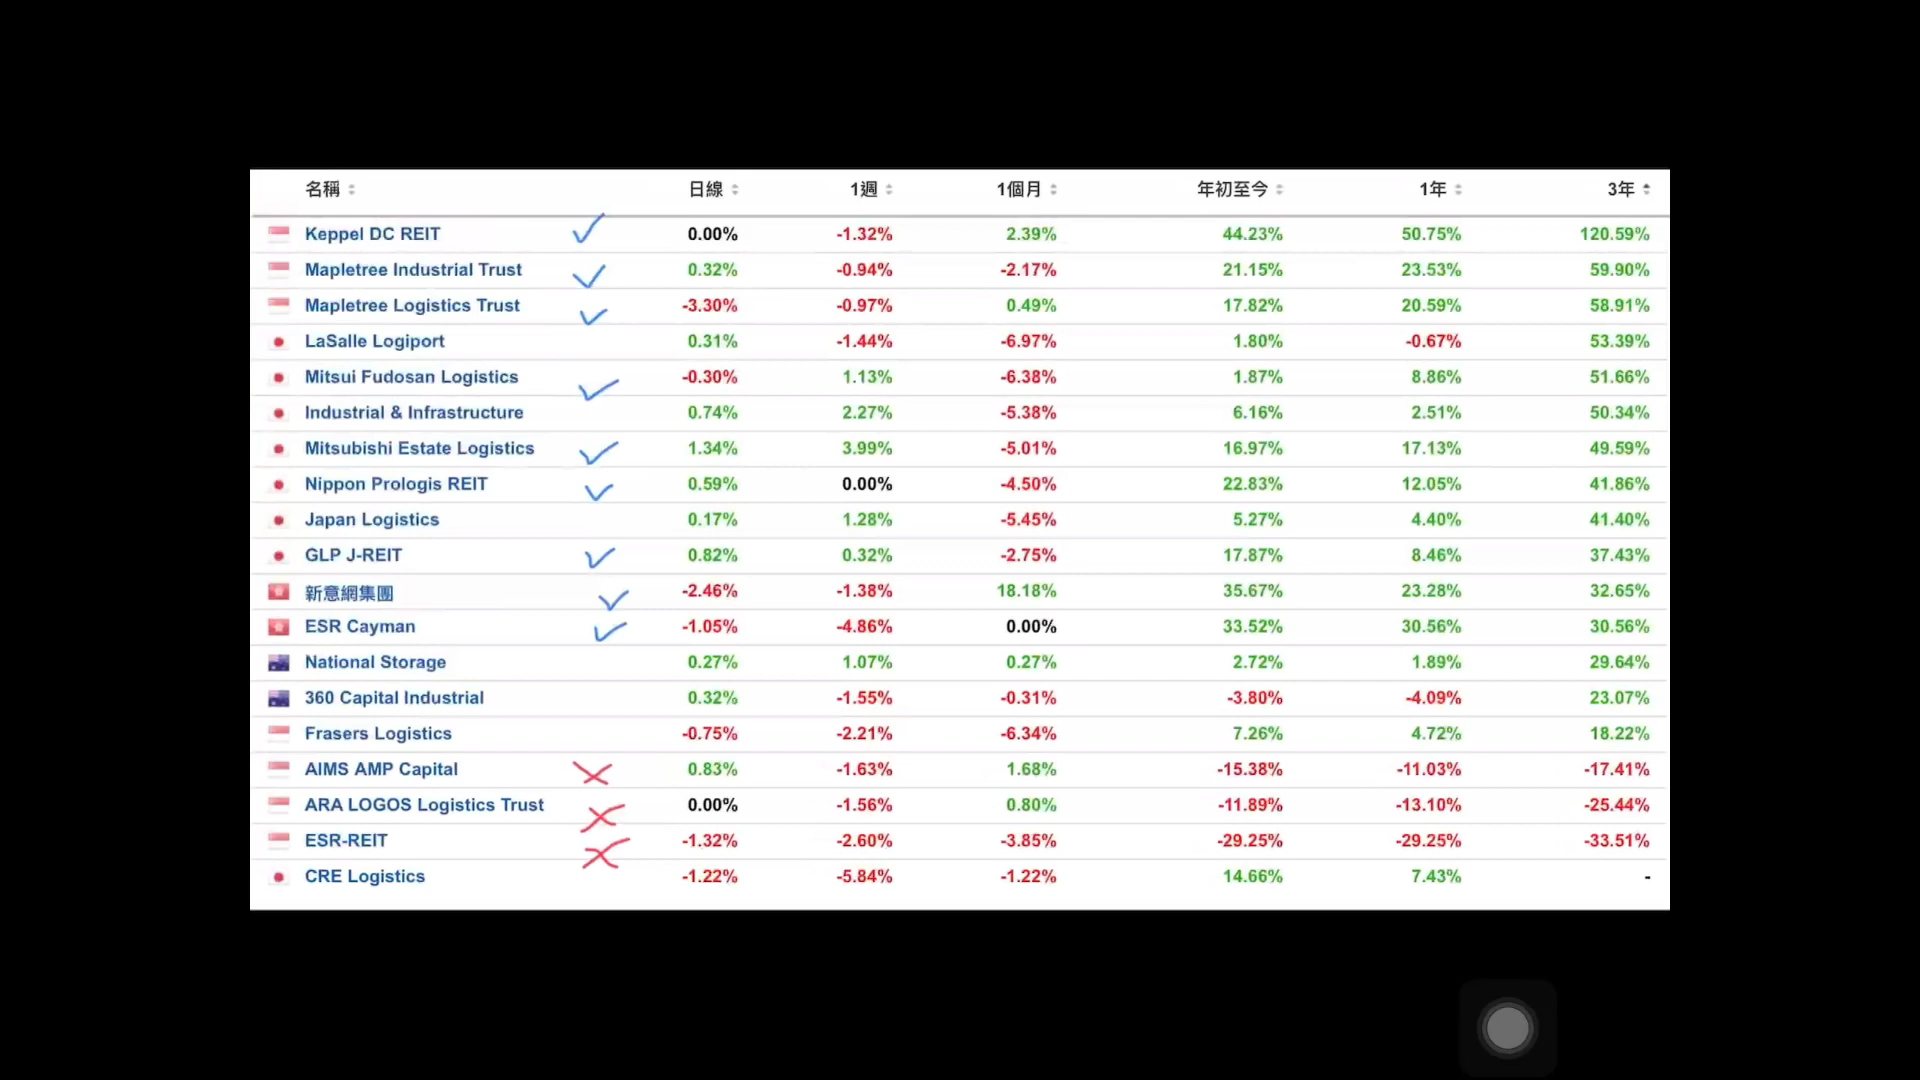 名稱 日線 1週 1個月 年初至今 1年 3年
Keppel DC REIT 0.00% -1.32% 2.39% 44.23% 50.75% 120.59%
Mapletree Industrial Trust 0.32% -0.94% -2.17% 21.15% 23.53% 59.90%
Mapletree Logistics Trust -3.30% -0.97% 0.49% 17.82% 20.59% 58.91%
LaSalle Logiport 0.31% -1.44% -6.97% 1.80% -0.67% 53.39%
Mitsui Fudosan Logistics -0.30% 1.13% -6.38% 1.87% 8.86% 51.66%
Industrial & Infrastructure 0.74% 2.27% -5.38% 6.16% 2.51% 50.34%
Mitsubishi Estate Logistics 1.34% 3.99% -5.01% 16.97% 17.13% 49.59%
Nippon Prologis REIT 0.59% 0.00% -4.50% 22.83% 12.05% 41.86%
Japan Logistics 0.17% 1.28% -5.45% 5.27% 4.40% 41.40%
GLP J-REIT 0.82% 0.32% -2.75% 17.87% 8.46% 37.43%
新意網集團 -2.46% -1.38% 18.18% 35.67% 23.28% 32.65%
ESR Cayman -1.05% -4.86% 0.00% 33.52% 30.56% 30.56%
National Storage 0.27% 1.07% 0.27% 2.72% 1.89% 29.64%
360 Capital Industrial 0.32% -1.55% -0.31% -3.80% -4.09% 23.07%
Frasers Logistics -0.75% -2.21% -6.34% 7.26% 4.72% 18.22%
AIMS AMP Capital 0.83% -1.63% 1.68% -15.38% -11.03% -17.41%
ARA LOGOS Logistics Trust 0.00% -1.56% 0.80% -11.89% -13.10% -25.44%
ESR-REIT -1.32% -2.60% -3.85% -29.25% -29.25% -33.51%
CRE Logistics -1.22% -5.84% -1.22% 14.66% 7.43% -